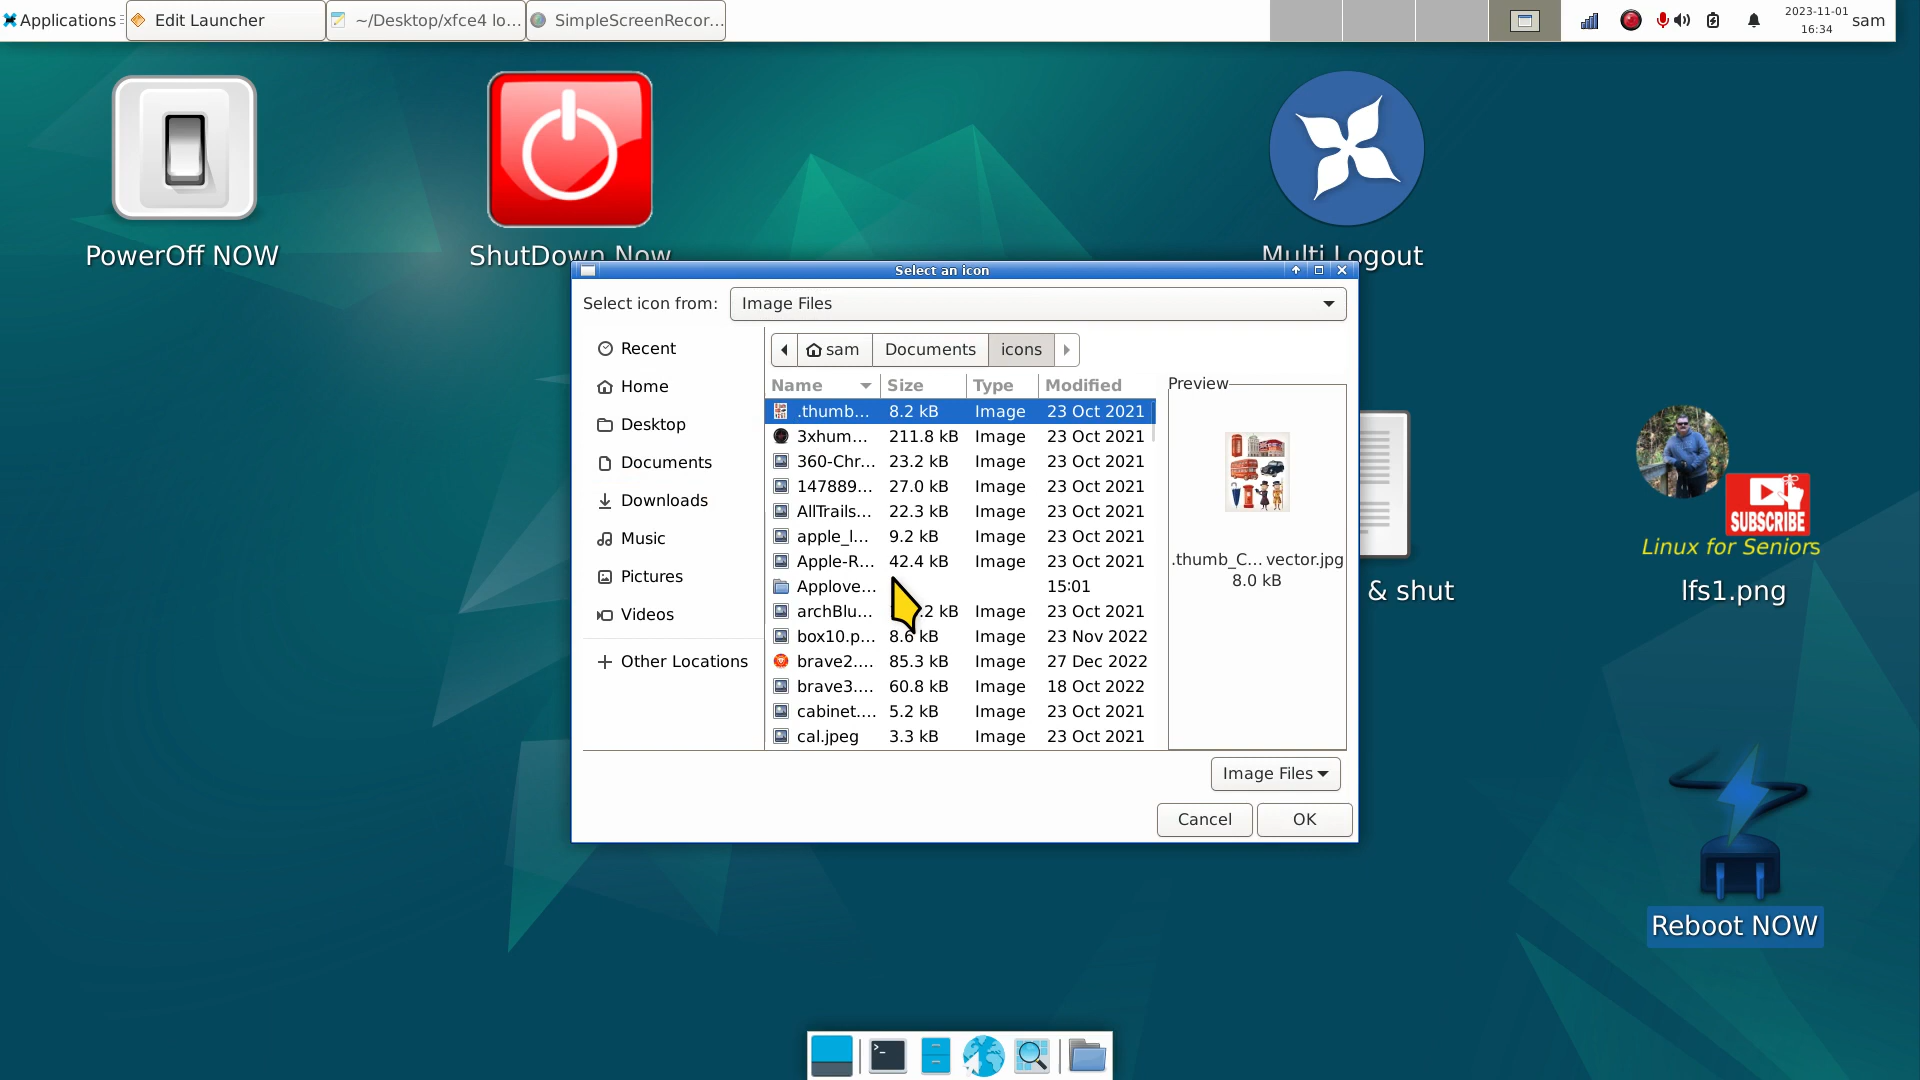 Applications
Edit Launcher
~/Desktop/xfce4 lo...
SimpleScreenRecor...
2023-11-01
16:34
sam
PowerOff NOW
ShutDown Now
Multi Logout
Select an icon
Select icon from:
Image Files
Recent
Home
Desktop
Documents
Downloads
Music
Pictures
Videos
Other Locations
sam
Documents
icons
Name Size Type Modified
.thumb... 8.2 kB Image 23 Oct 2021
3xhum... 211.8 kB Image 23 Oct 2021
360-Chr... 23.2 kB Image 23 Oct 2021
147889... 27.0 kB Image 23 Oct 2021
AllTrails... 22.3 kB Image 23 Oct 2021
apple_l... 9.2 kB Image 23 Oct 2021
Apple-R... 42.4 kB Image 23 Oct 2021
Applove... 15:01
archBlu... .2 kB Image 23 Oct 2021
box10.p... 8.6 kB Image 23 Nov 2022
brave2.... 85.3 kB Image 27 Dec 2022
brave3.... 60.8 kB Image 18 Oct 2022
cabinet.... 5.2 kB Image 23 Oct 2021
cal.jpeg 3.3 kB Image 23 Oct 2021
Preview
.thumb_C... vector.jpg
8.0 kB
Image Files
Cancel
OK
& shut
SUBSCRIBE
Linux for Seniors
lfs1.png
Reboot NOW